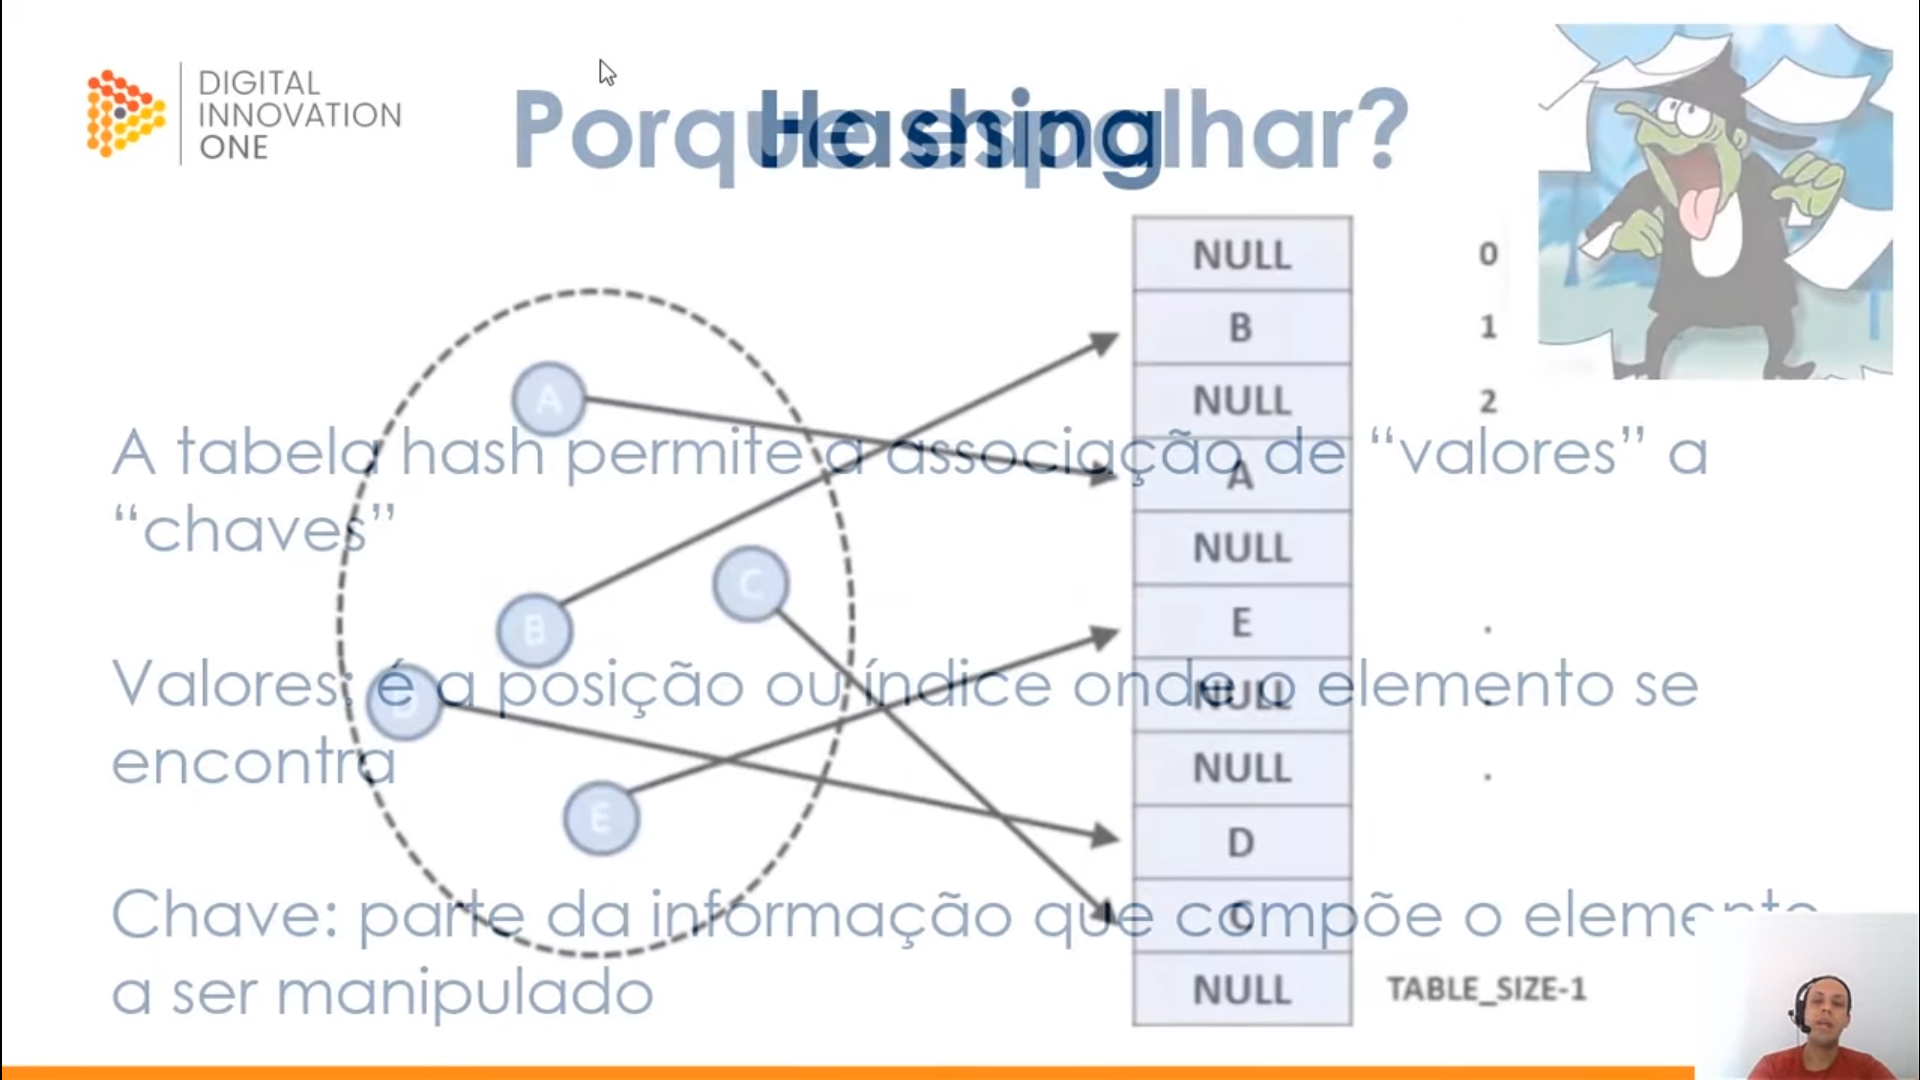 DIGITAL
INNOVATION
ONE
Porque espalhar?
Hashing
NULL 0
B 1
NULL 2
A
NULL
E
NULL
NULL
D
C
NULL TABLE_SIZE-1
A
B
C
D
E
A tabela hash permite a associação de “valores” a
“chaves”
Valores: é a posição ou índice onde o elemento se
encontra
Chave: parte da informação que compõe o elemento
a ser manipulado